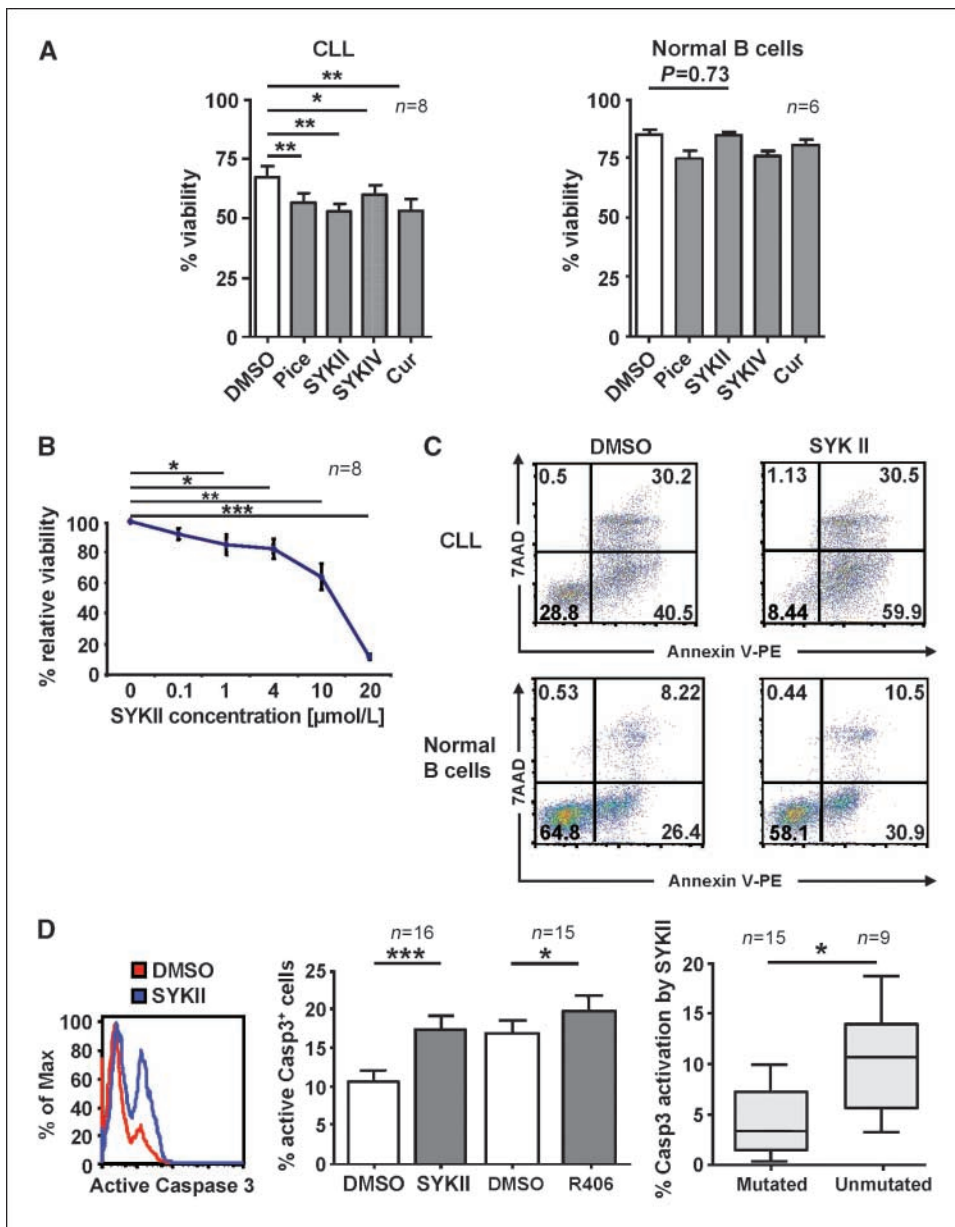 A
CLL
**
*
**
**
n=8
100
75
50
25
0
% viability
DMSO
Pice
SYKII
SYKIV
Cur
Normal B cells
P=0.73
n=6
100
75
50
25
0
% viability
DMSO
Pice
SYKII
SYKIV
Cur
B
*
*
**
***
n=8
100
80
60
40
20
0
% relative viability
0 0.1 1 4 10 20
SYKII concentration [µmol/L]
C
DMSO
SYK II
CLL
7AAD
0.5 30.2
28.8 40.5
1.13 30.5
8.44 59.9
Annexin V-PE
Normal
B cells
7AAD
0.53 8.22
64.8 26.4
0.44 10.5
58.1 30.9
Annexin V-PE
D
DMSO
SYKII
100
80
60
40
20
0
% of Max
Active Caspase 3
n=16
***
n=15
*
25
20
15
10
5
0
% active Casp3+ cells
DMSO SYKII DMSO R406
n=15
*
n=9
20
15
10
5
0
% Casp3 activation by SYKII
Mutated Unmutated